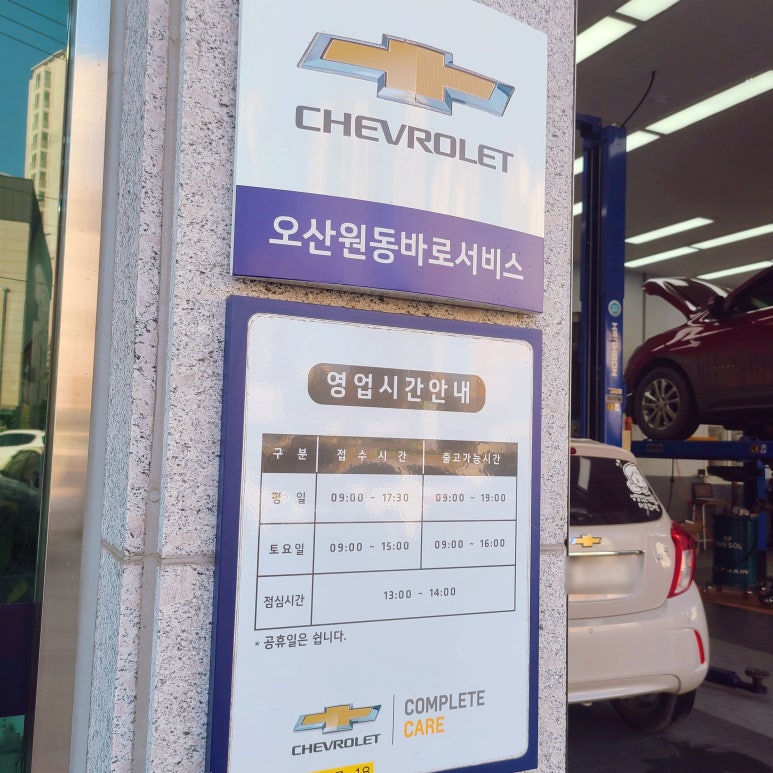 CHEVROLET
오산원동바로서비스
영업시간안내
구 분 접 수 시 간 출고가능시간
평 일 09:00 ~ 17:30 09:00 ~ 19:00
토요일 09:00 ~ 15:00 09:00 ~ 16:00
점심시간 13:00 ~ 14:00
* 공휴일은 쉽니다.
CHEVROLET
COMPLETE
CARE